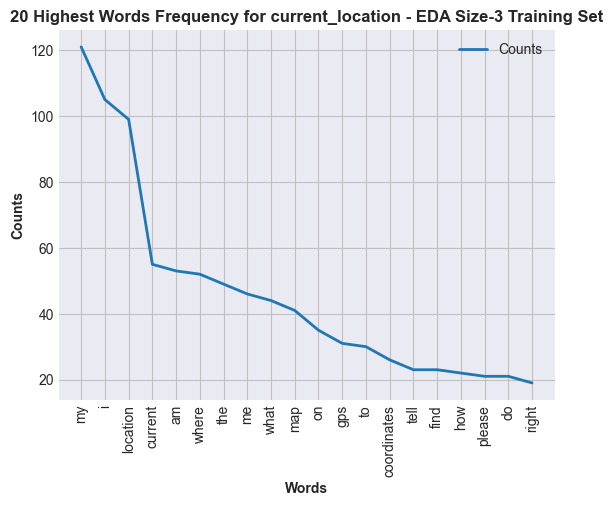 20 Highest Words Frequency for current_location - EDA Size-3 Training Set
Counts
120
100
80
60
40
20
Counts
my
i
location
current
am
where
the
me
what
map
on
gps
to
coordinates
tell
find
how
please
do
right
Words